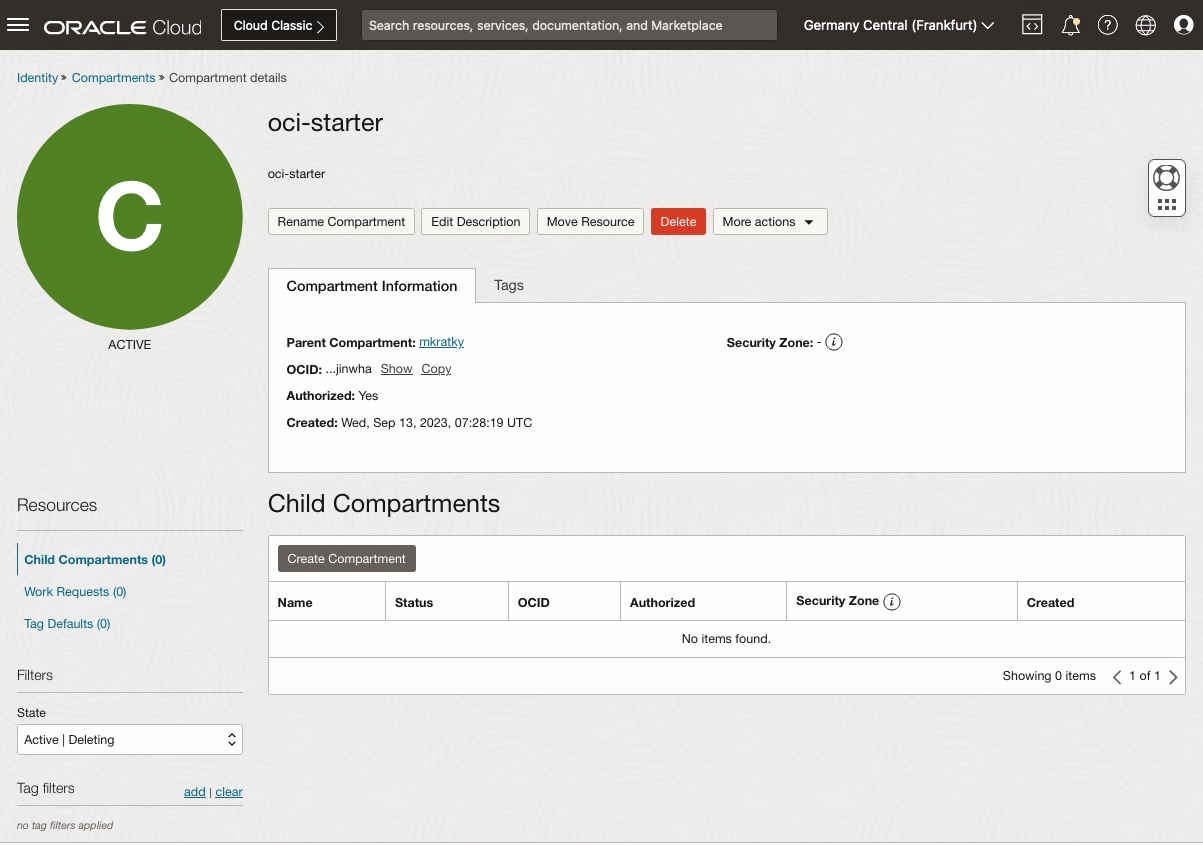 ORACLE Cloud
Cloud Classic >
Search resources, services, documentation, and Marketplace
Germany Central (Frankfurt)
Identity » Compartments » Compartment details
C
ACTIVE
oci-starter
oci-starter
Rename Compartment
Edit Description
Move Resource
Delete
More actions
Compartment Information
Tags
Parent Compartment: mkratky
OCID: ...jinwha Show Copy
Authorized: Yes
Created: Wed, Sep 13, 2023, 07:28:19 UTC
Security Zone: - i
Resources
Child Compartments (0)
Work Requests (0)
Tag Defaults (0)
Filters
State
Active | Deleting
Tag filters
add | clear
no tag filters applied
Child Compartments
Create Compartment
Name Status OCID Authorized Security Zone i Created
No items found.
Showing 0 items < 1 of 1 >